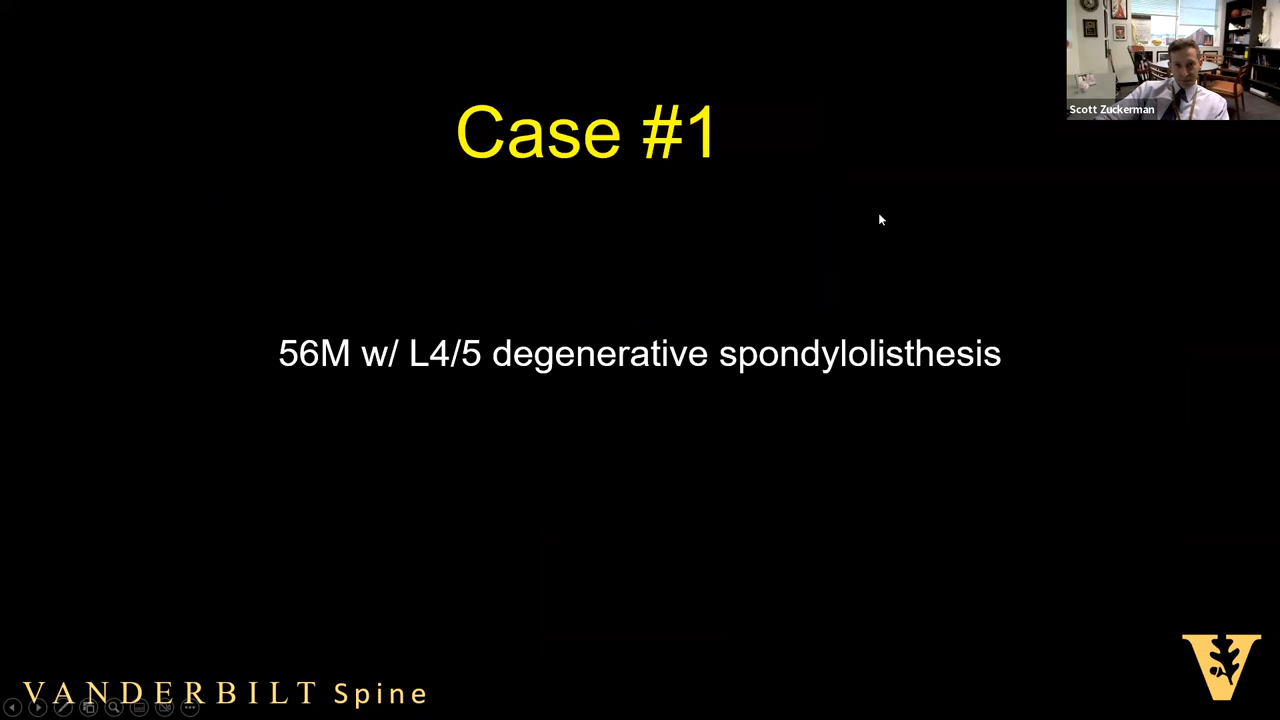 Scott Zuckerman
Case #1
56M w/ L4/5 degenerative spondylolisthesis
VANDERBILT Spine
V